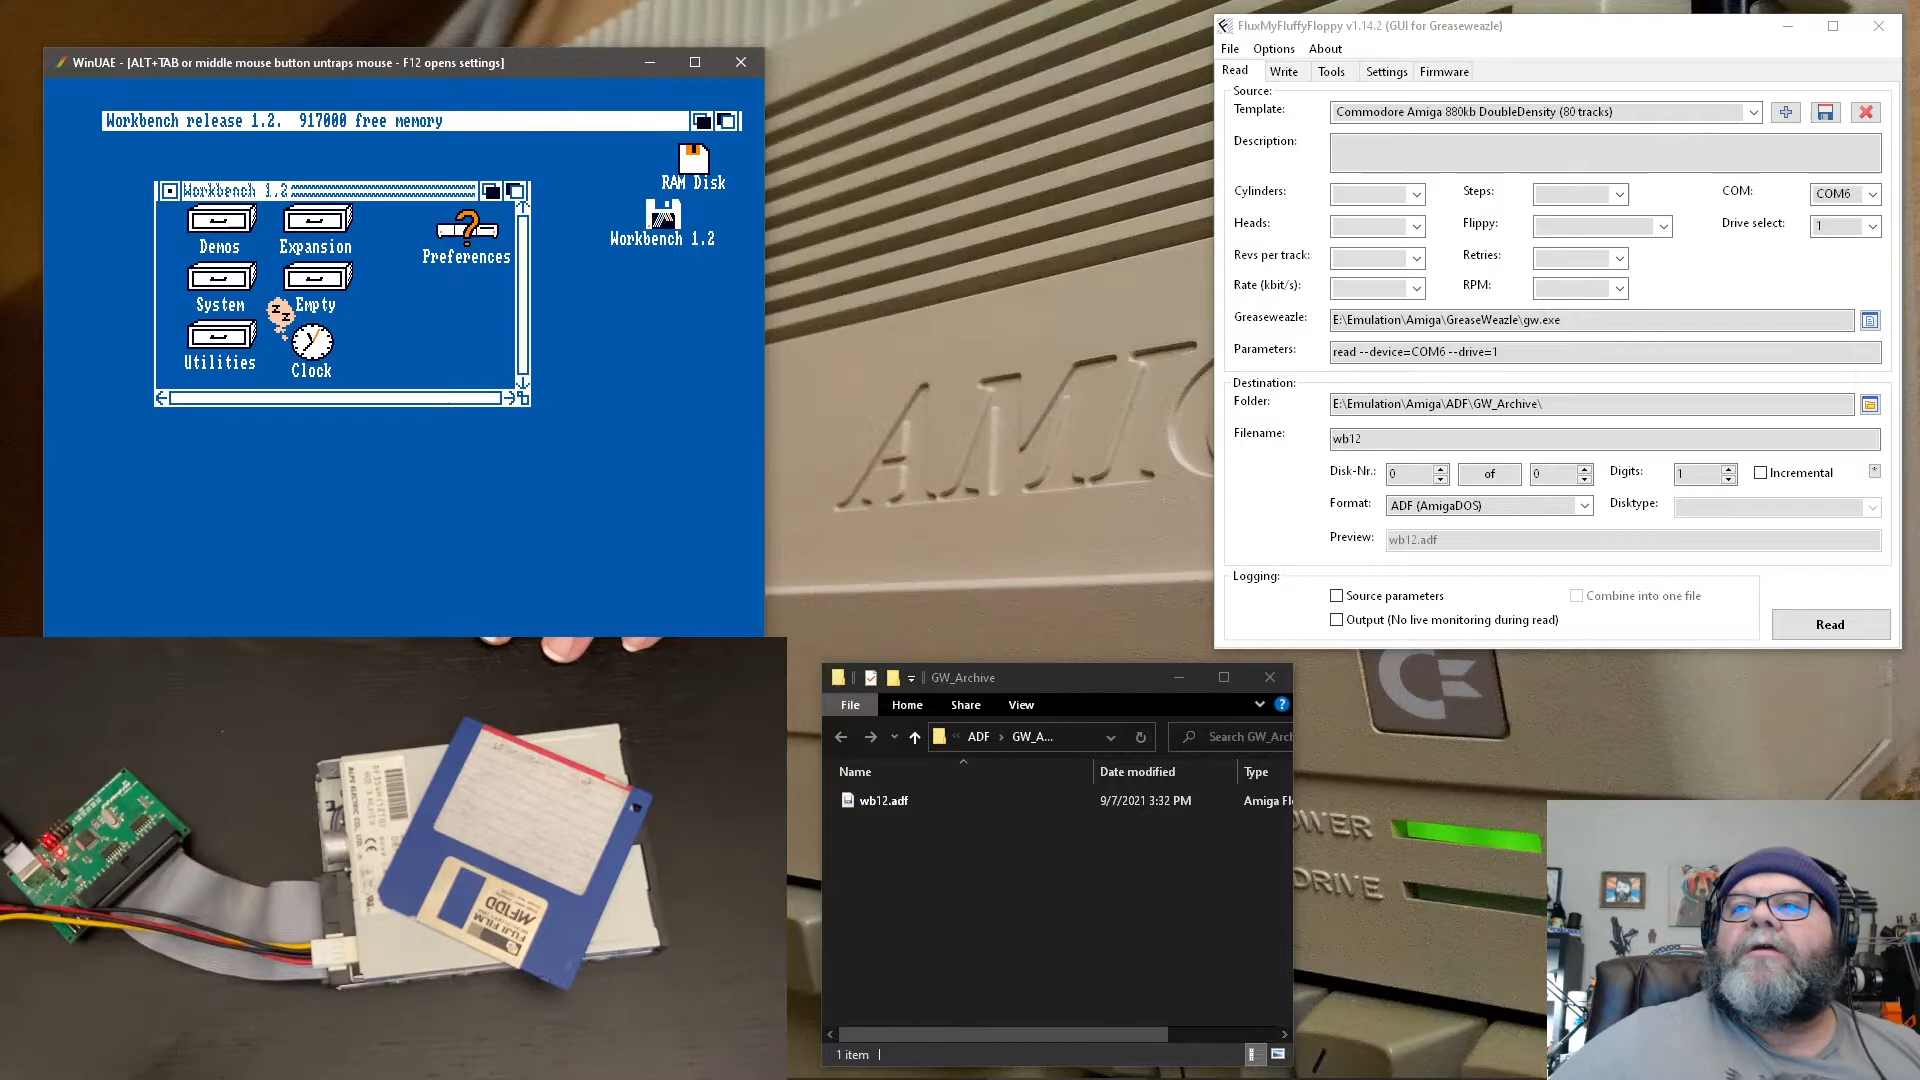 WinUAE - [ALT+TAB or middle mouse button untraps mouse - F12 opens settings]
Workbench release 1.2.  917000 free memory
RAM Disk
Workbench 1.2
Workbench 1.2
Demos
Expansion
Preferences
System
Empty
Utilities
Clock
FluxMyFluffyFloppy v1.14.2 (GUI for Greaseweazle)
File Options About
Read Write Tools Settings Firmware
Source:
Template: Commodore Amiga 880kb DoubleDensity (80 tracks)
Description:
Cylinders: Steps: COM: COM6
Heads: Flippy: Drive select: 1
Revs per track: Retries:
Rate (kbit/s): RPM:
Greaseweazle: E:\Emulation\Amiga\GreaseWeazle\gw.exe
Parameters: read --device=COM6 --drive=1
Destination:
Folder: E:\Emulation\Amiga\ADF\GW_Archive\
Filename: wb12
Disk-Nr.: 0 of 0 Digits: 1 Incremental *
Format: ADF (AmigaDOS) Disktype:
Preview: wb12.adf
Logging:
Source parameters Combine into one file
Output (No live monitoring during read)
Read
AMIG
GW_Archive
File Home Share View
ADF › GW_A... Search GW_Arch
Name Date modified Type
wb12.adf 9/7/2021 3:32 PM Amiga Fl
1 item
POWER
DRIVE
ALPS ELECTRIC CO., LTD.
FUJI FILM
MF1DD